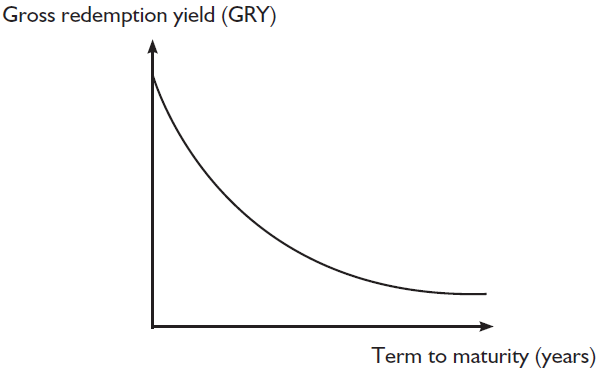 Gross redemption yield (GRY)
Term to maturity (years)